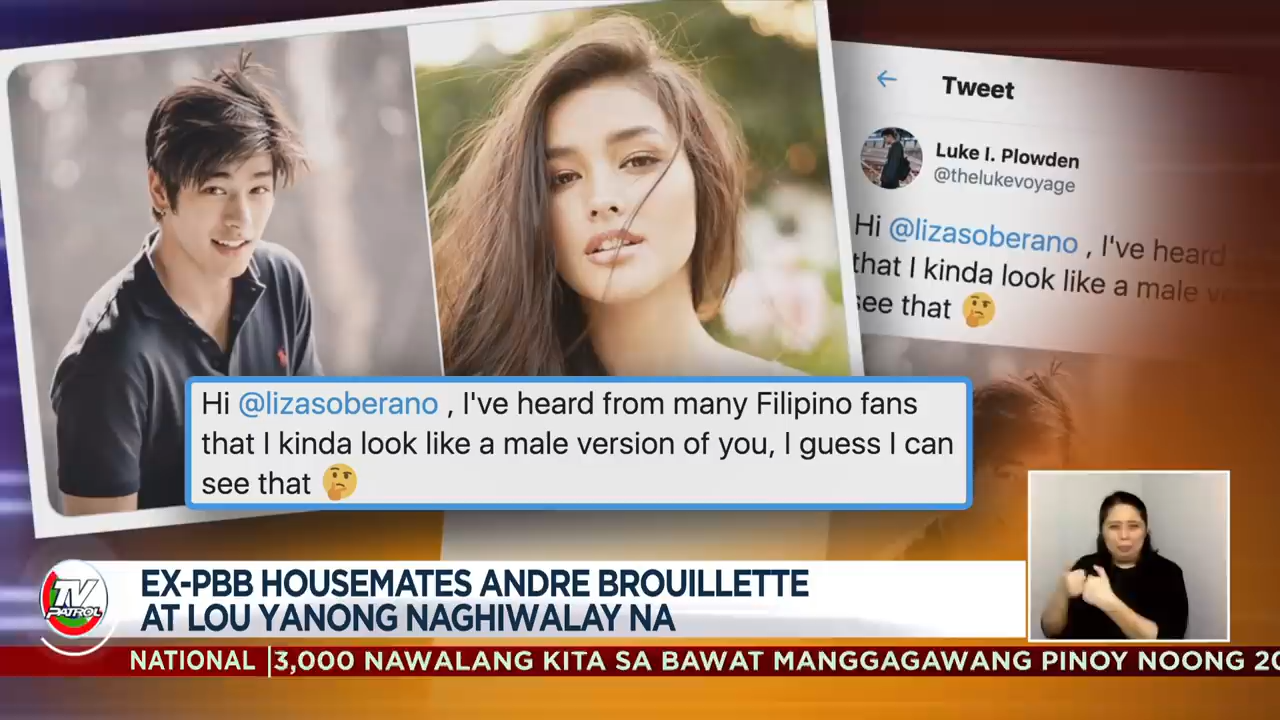 Tweet
Luke I. Plowden
@thelukevoyage
Hi @lizasoberano , I've heard
that I kinda look like a male
see that 🤔
Hi @lizasoberano , I've heard from many Filipino fans
that I kinda look like a male version of you, I guess I can
see that 🤔
TV
PATROL
EX-PBB HOUSEMATES ANDRE BROUILLETTE
AT LOU YANONG NAGHIWALAY NA
NATIONAL 3,000 NAWALANG KITA SA BAWAT MANGGAGAWANG PINOY NOONG 20